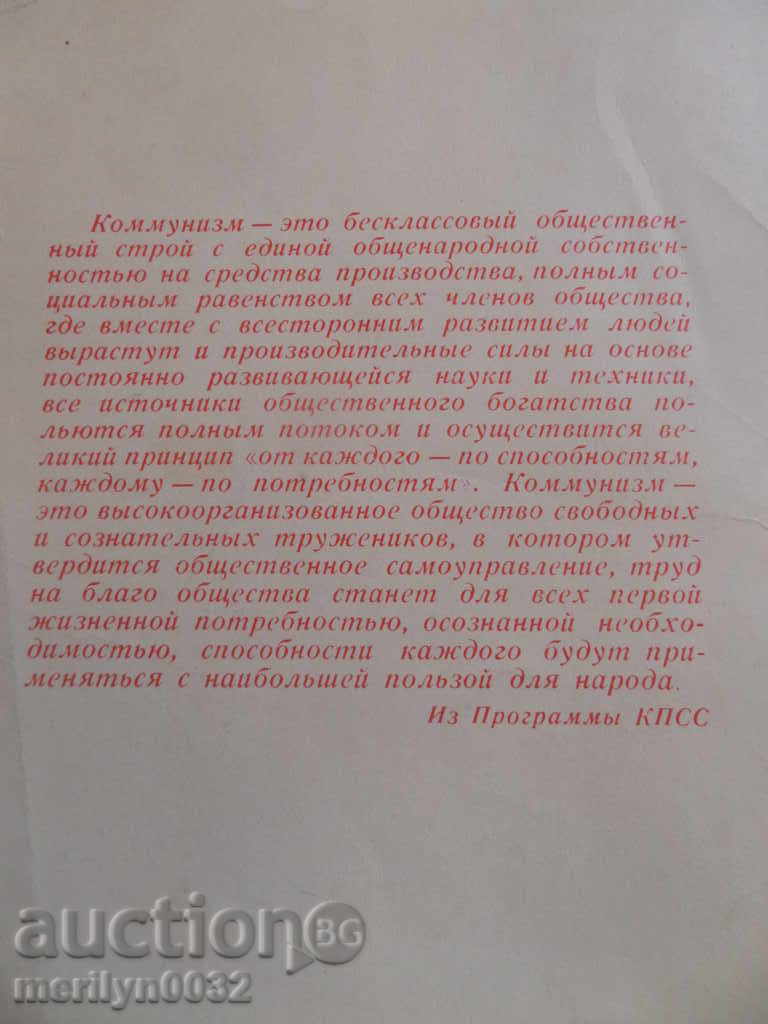 Коммунизм — это бесклассовый обществен-
ный строй с единой общенародной собствен-
ностью на средства производства, полным со-
циальным равенством всех членов общества,
где вместе с всесторонним развитием людей
вырастут и производительные силы на основе
постоянно развивающейся науки и техники,
все источники общественного богатства по-
льются полным потоком и осуществится ве-
ликий принцип «от каждого — по способностям,
каждому — по потребностям». Коммунизм —
это высокоорганизованное общество свободных
и сознательных тружеников, в котором ут-
вердится общественное самоуправление, труд
на благо общества станет для всех первой
жизненной потребностью, осознанной необхо-
димостью, способности каждого будут при-
меняться с наибольшей пользой для народа.
Из Программы КПСС
auction BG
merilyn0032